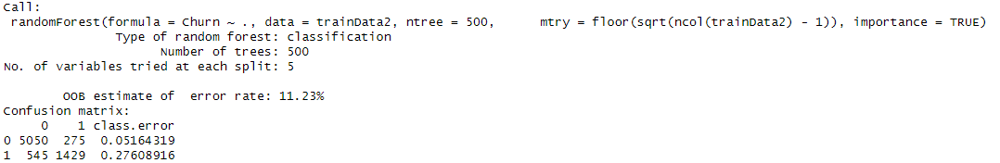 Call:
 randomForest(formula = Churn ~ ., data = trainData2, ntree = 500,      mtry = floor(sqrt(ncol(trainData2) - 1)), importance = TRUE)
               Type of random forest: classification
                     Number of trees: 500
No. of variables tried at each split: 5

        OOB estimate of  error rate: 11.23%
Confusion matrix:
     0    1 class.error
0 5050  275  0.05164319
1  545 1429  0.27608916